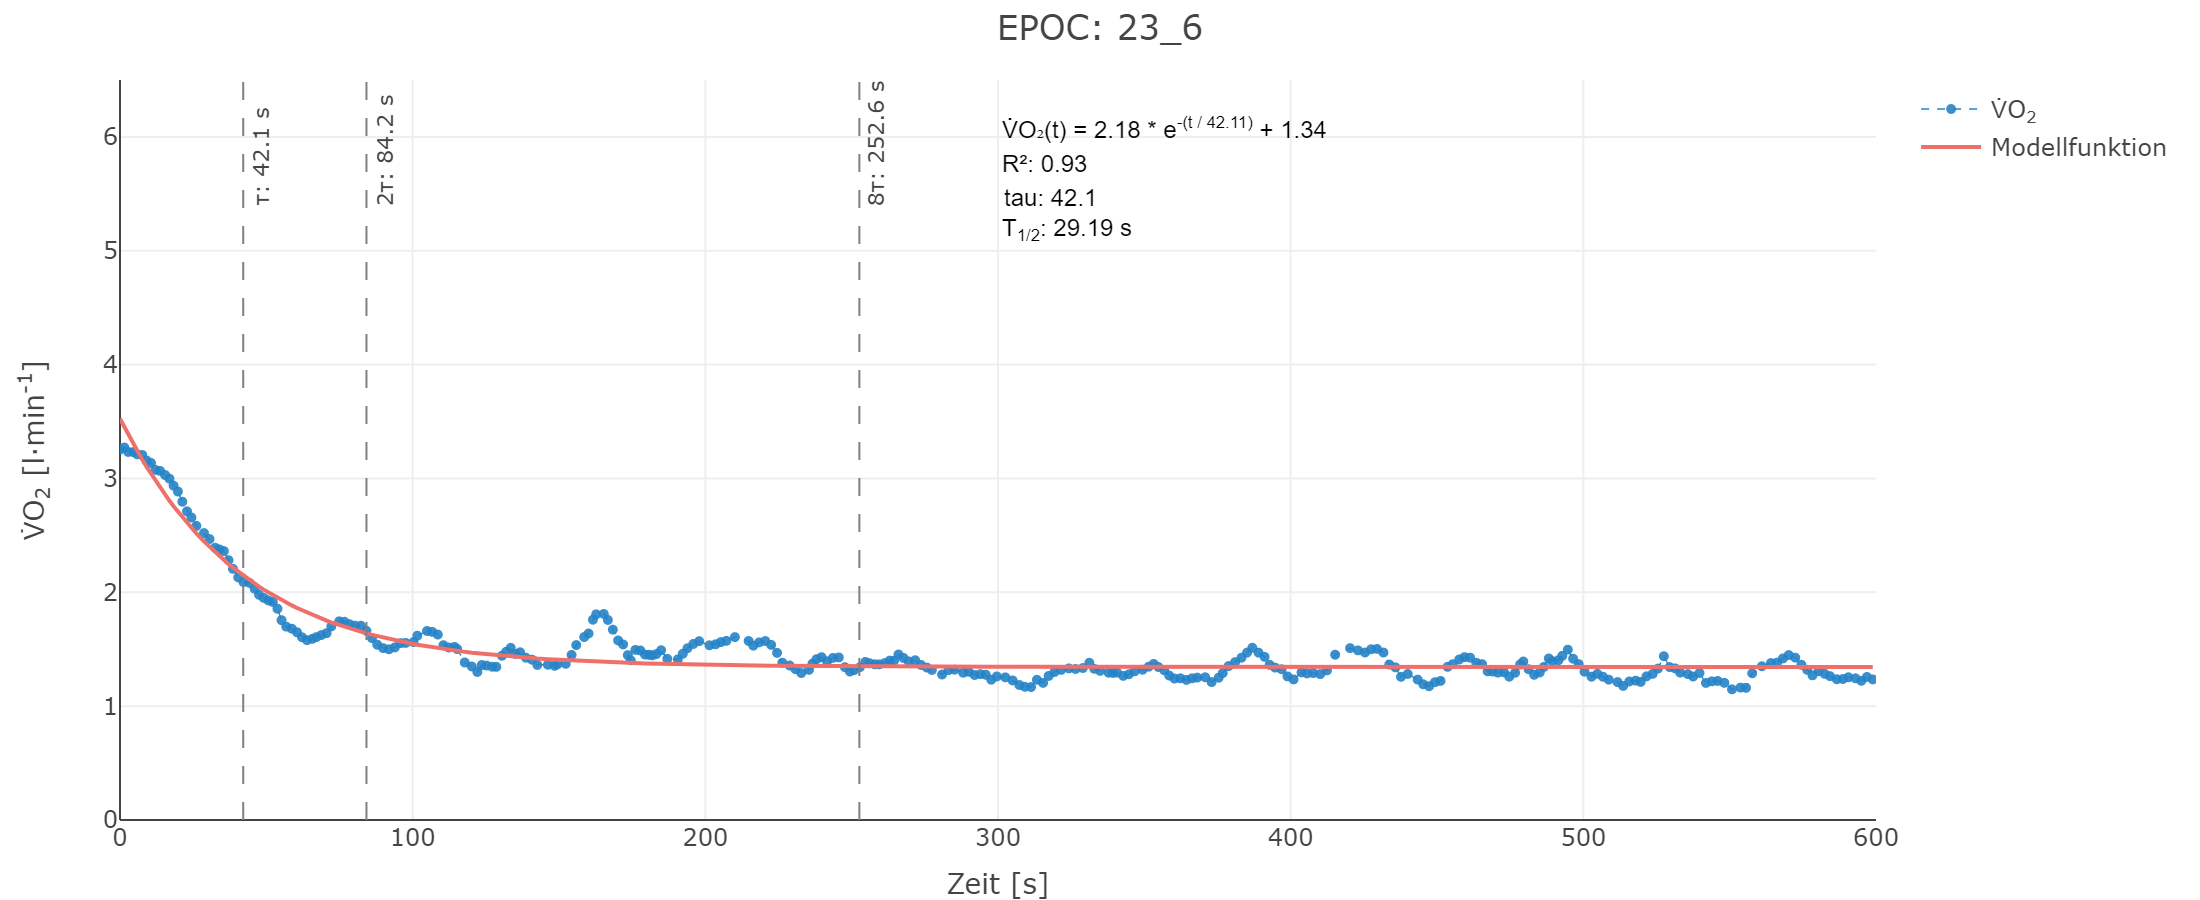 EPOC: 23_6
V̇O₂
Modellfunktion
τ: 42.1 s
2τ: 84.2 s
8τ: 252.6 s
V̇O₂(t) = 2.18 * e⁻⁽ᵗ ᐟ ⁴²·¹¹⁾ + 1.34
R²: 0.93
tau: 42.1
T₁/₂: 29.19 s
V̇O₂ [l·min⁻¹]
6
5
4
3
2
1
0
0 100 200 300 400 500 600
Zeit [s]